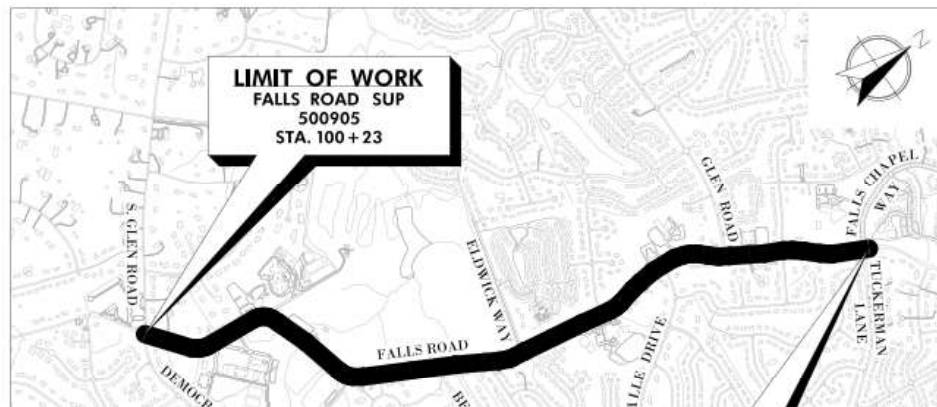 LIMIT OF WORK
FALLS ROAD SUP
500905
STA. 100+23
N
S. GLEN ROAD
GLEN ROAD
FALLS CHAPEL
WAY
ELDWICK WAY
TUCKERMAN
LANE
FALLS ROAD
DRIVE